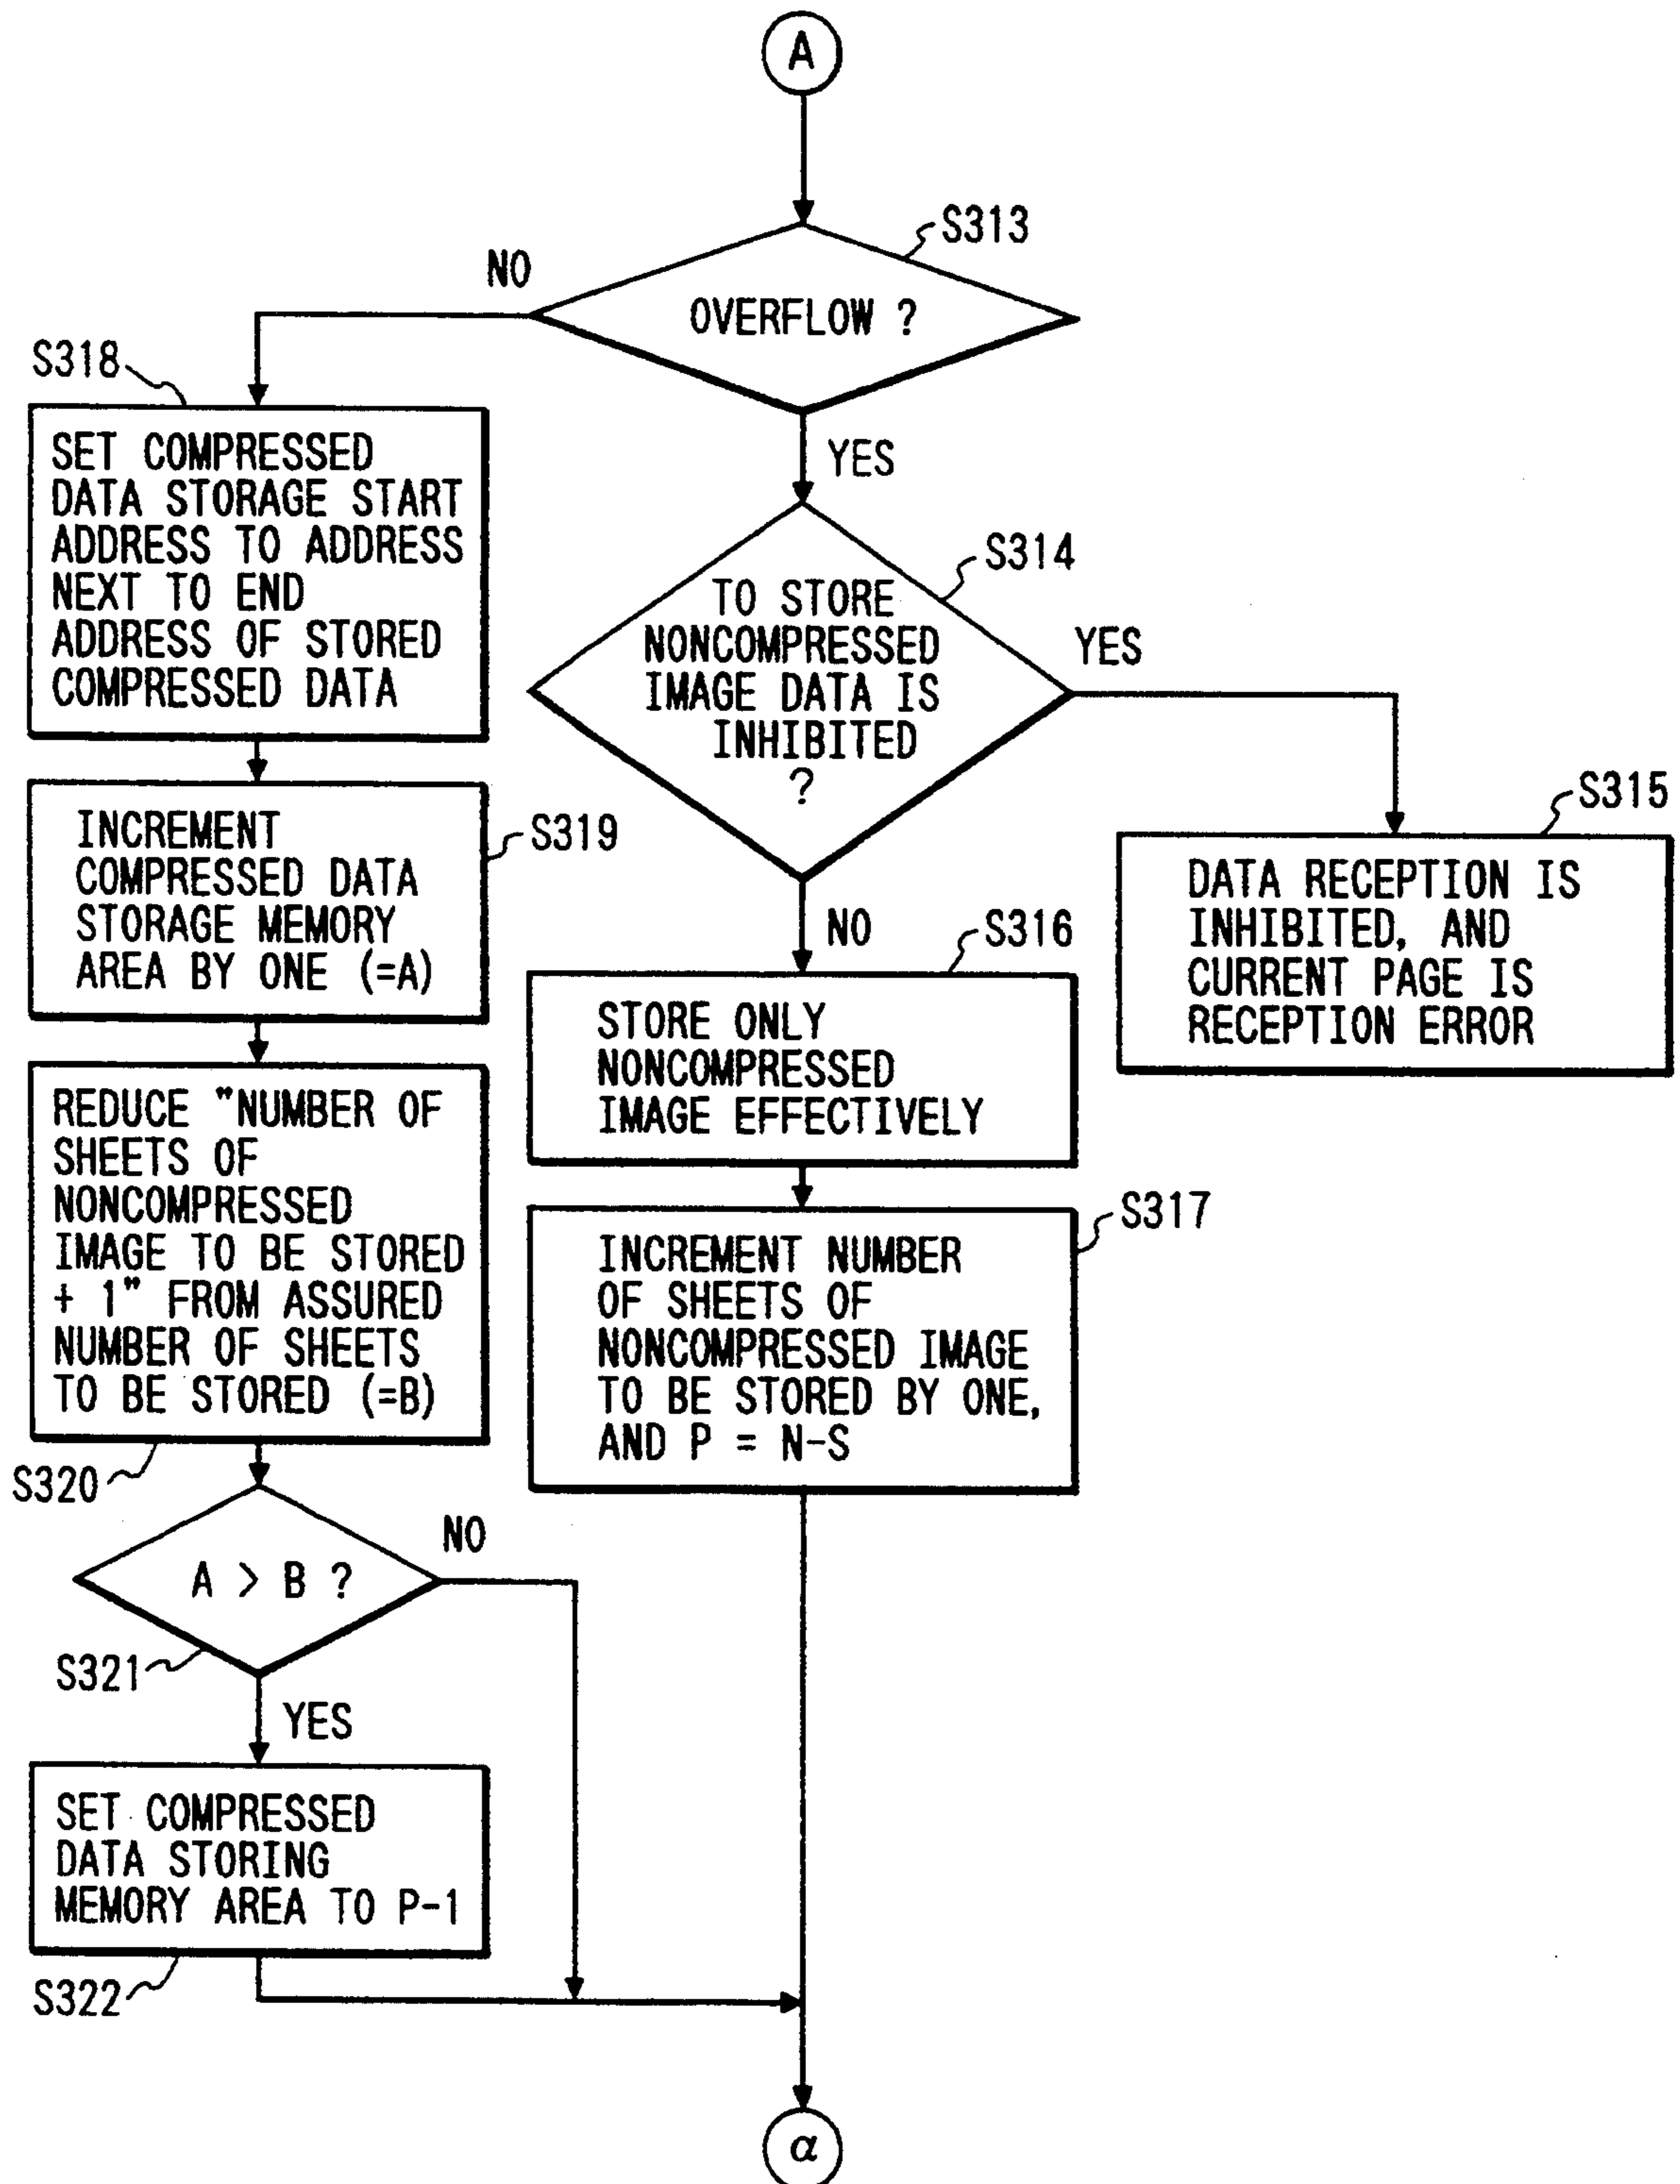 A
S313
NO
OVERFLOW ?
S318
YES
SET COMPRESSED
DATA STORAGE START
ADDRESS TO ADDRESS
NEXT TO END
ADDRESS OF STORED
COMPRESSED DATA
S314
TO STORE
NONCOMPRESSED
IMAGE DATA IS
INHIBITED
?
YES
S315
DATA RECEPTION IS
INHIBITED, AND
CURRENT PAGE IS
RECEPTION ERROR
INCREMENT
COMPRESSED DATA
STORAGE MEMORY
AREA BY ONE (=A)
S319
NO
S316
STORE ONLY
NONCOMPRESSED
IMAGE EFFECTIVELY
REDUCE "NUMBER OF
SHEETS OF
NONCOMPRESSED
IMAGE TO BE STORED
+ 1" FROM ASSURED
NUMBER OF SHEETS
TO BE STORED (=B)
S317
INCREMENT NUMBER
OF SHEETS OF
NONCOMPRESSED IMAGE
TO BE STORED BY ONE,
AND P = N-S
S320
NO
A > B ?
S321
YES
SET COMPRESSED
DATA STORING
MEMORY AREA TO P-1
S322
α